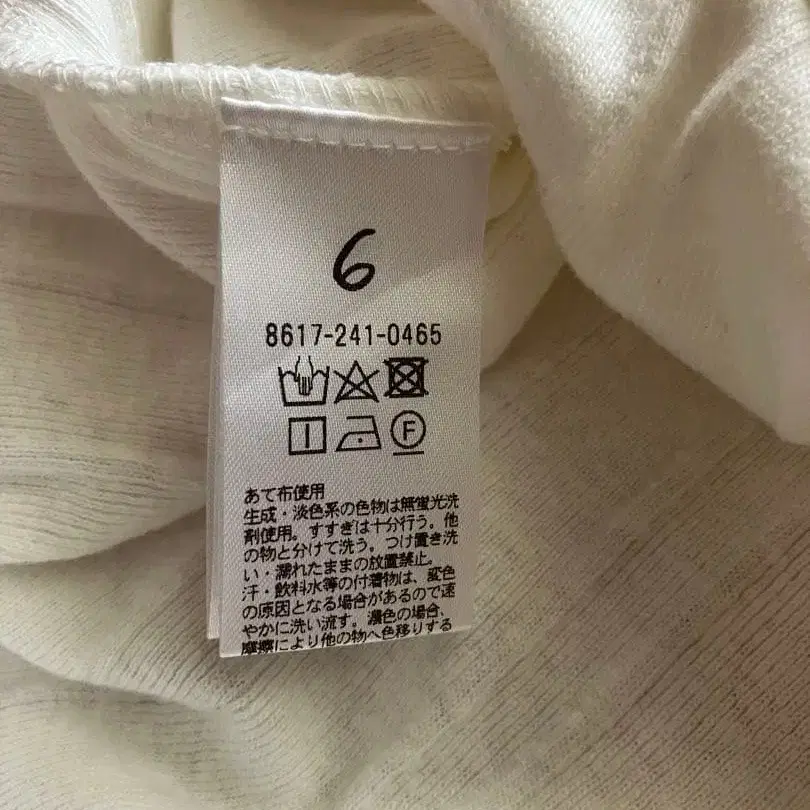 6
8617-241-0465
F
あて布使用
生成・淡色系の色物は無蛍光洗
剤使用。すすぎは十分行う。他
の物と分けて洗う。つけ置き洗
い・濡れたままの放置禁止。
汗・飲料水等の付着物は、変色
の原因となる場合があるので速
やかに洗い流す。濃色の場合、
摩擦により他の物へ色移りする